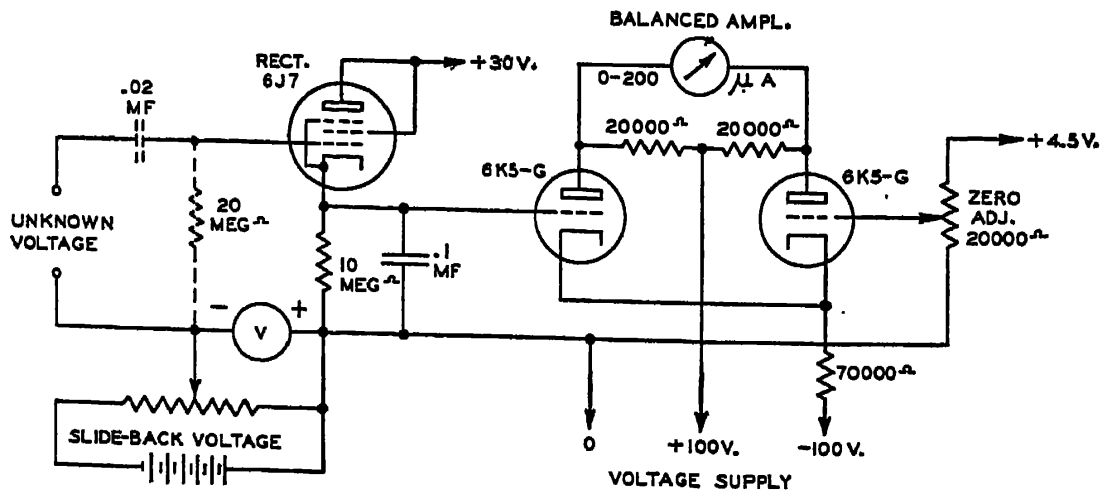 BALANCED AMPL.
RECT.
6J7
+30V.
0-200
μA
.02
MF
20000Ω
20000Ω
+4.5V.
6K5-G
6K5-G
UNKNOWN
VOLTAGE
20
MEGΩ
ZERO
ADJ.
20000Ω
10
MEGΩ
.1
MF
-
V
+
70000Ω
SLIDE-BACK VOLTAGE
0
+100V.
-100V.
VOLTAGE SUPPLY